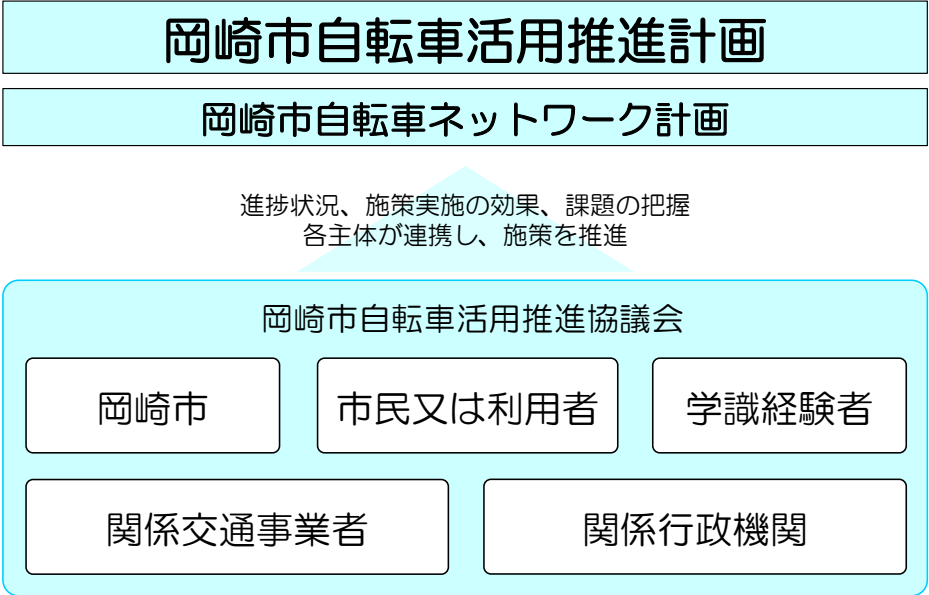 岡崎市自転車活用推進計画
岡崎市自転車ネットワーク計画
進捗状況、施策実施の効果、課題の把握
各主体が連携し、施策を推進
岡崎市自転車活用推進協議会
岡崎市
市民又は利用者
学識経験者
関係交通事業者
関係行政機関